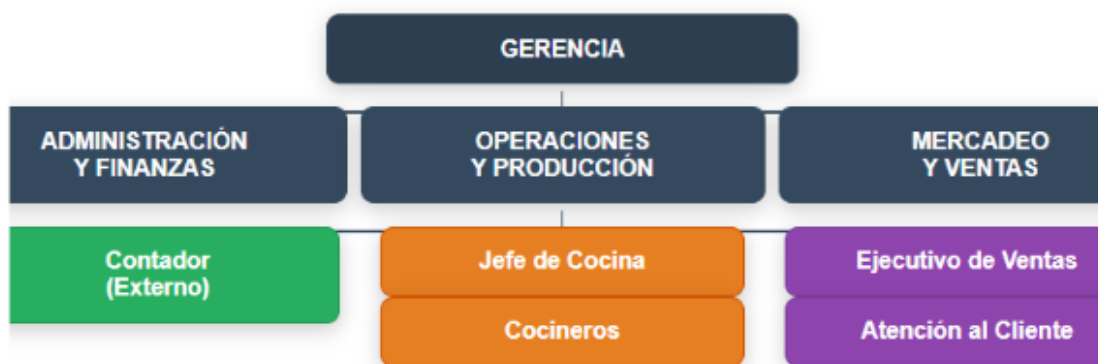 GERENCIA
ADMINISTRACIÓN
Y FINANZAS
OPERACIONES
Y PRODUCCIÓN
MERCADEO
Y VENTAS
Contador
(Externo)
Jefe de Cocina
Cocineros
Ejecutivo de Ventas
Atención al Cliente